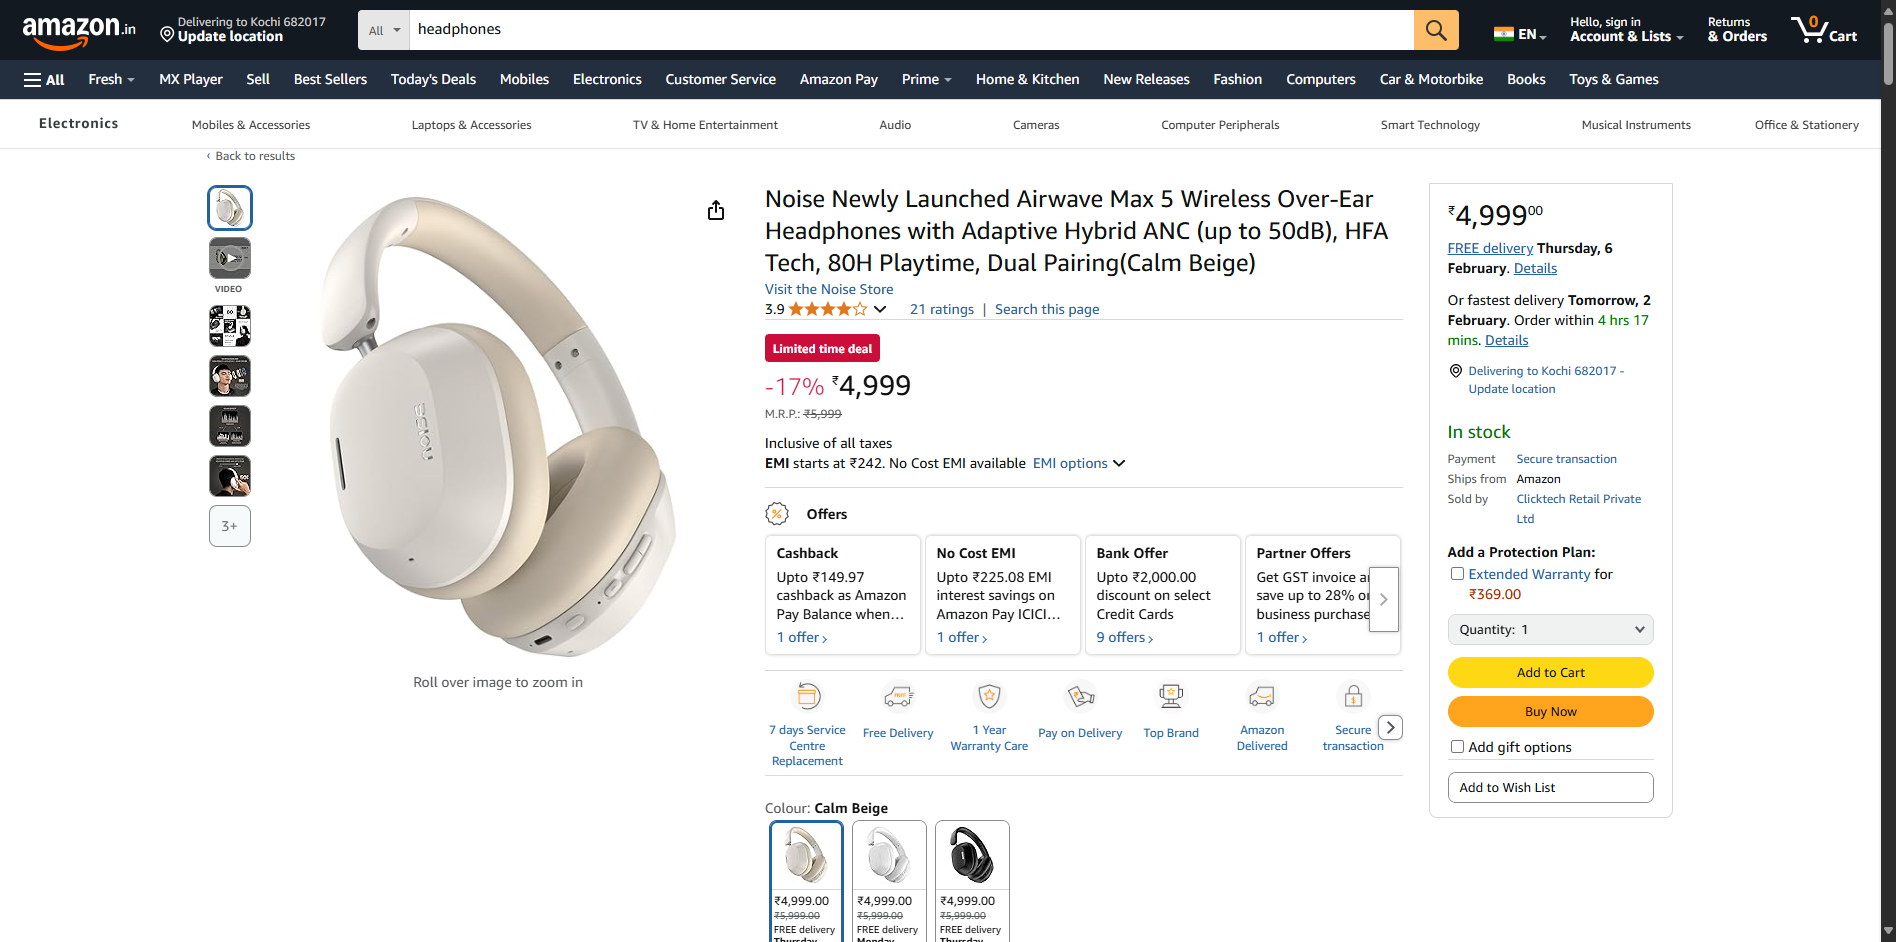 amazon.in
Delivering to Kochi 682017
Update location
All
headphones
EN
Hello, sign in
Account & Lists
Returns
& Orders
0
Cart
All
Fresh
MX Player
Sell
Best Sellers
Today's Deals
Mobiles
Electronics
Customer Service
Amazon Pay
Prime
Home & Kitchen
New Releases
Fashion
Computers
Car & Motorbike
Books
Toys & Games
Electronics
Mobiles & Accessories
Laptops & Accessories
TV & Home Entertainment
Audio
Cameras
Computer Peripherals
Smart Technology
Musical Instruments
Office & Stationery
‹ Back to results
VIDEO
3+
noise
Roll over image to zoom in
Noise Newly Launched Airwave Max 5 Wireless Over-Ear
Headphones with Adaptive Hybrid ANC (up to 50dB), HFA
Tech, 80H Playtime, Dual Pairing(Calm Beige)
Visit the Noise Store
3.9
21 ratings | Search this page
Limited time deal
-17% ₹4,999
M.R.P.: ₹5,999
Inclusive of all taxes
EMI starts at ₹242. No Cost EMI available EMI options
Offers
Cashback
Upto ₹149.97
cashback as Amazon
Pay Balance when...
1 offer ›
No Cost EMI
Upto ₹225.08 EMI
interest savings on
Amazon Pay ICICI...
1 offer ›
Bank Offer
Upto ₹2,000.00
discount on select
Credit Cards
9 offers ›
Partner Offers
Get GST invoice a
save up to 28% o
business purchase
1 offer ›
7 days Service
Centre
Replacement
FREE
Free Delivery
1 Year
Warranty Care
Pay on Delivery
Top Brand
Amazon
Delivered
Secure
transaction
Colour: Calm Beige
₹4,999.00
₹5,999.00
FREE delivery
Thursday
₹4,999.00
₹5,999.00
FREE delivery
Monday
₹4,999.00
₹5,999.00
FREE delivery
Thursday
₹4,999.00
FREE delivery Thursday, 6
February. Details
Or fastest delivery Tomorrow, 2
February. Order within 4 hrs 17
mins. Details
Delivering to Kochi 682017 -
Update location
In stock
Payment Secure transaction
Ships from Amazon
Sold by Clicktech Retail Private
Ltd
Add a Protection Plan:
Extended Warranty for
₹369.00
Quantity: 1
Add to Cart
Buy Now
Add gift options
Add to Wish List